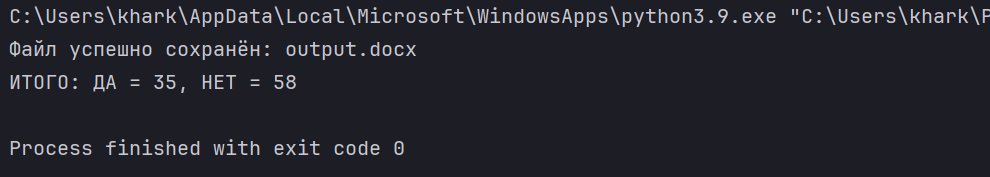 C:\Users\khark\AppData\Local\Microsoft\WindowsApps\python3.9.exe "C:\Users\khark\P
Файл успешно сохранён: output.docx
ИТОГО: ДА = 35, НЕТ = 58
Process finished with exit code 0